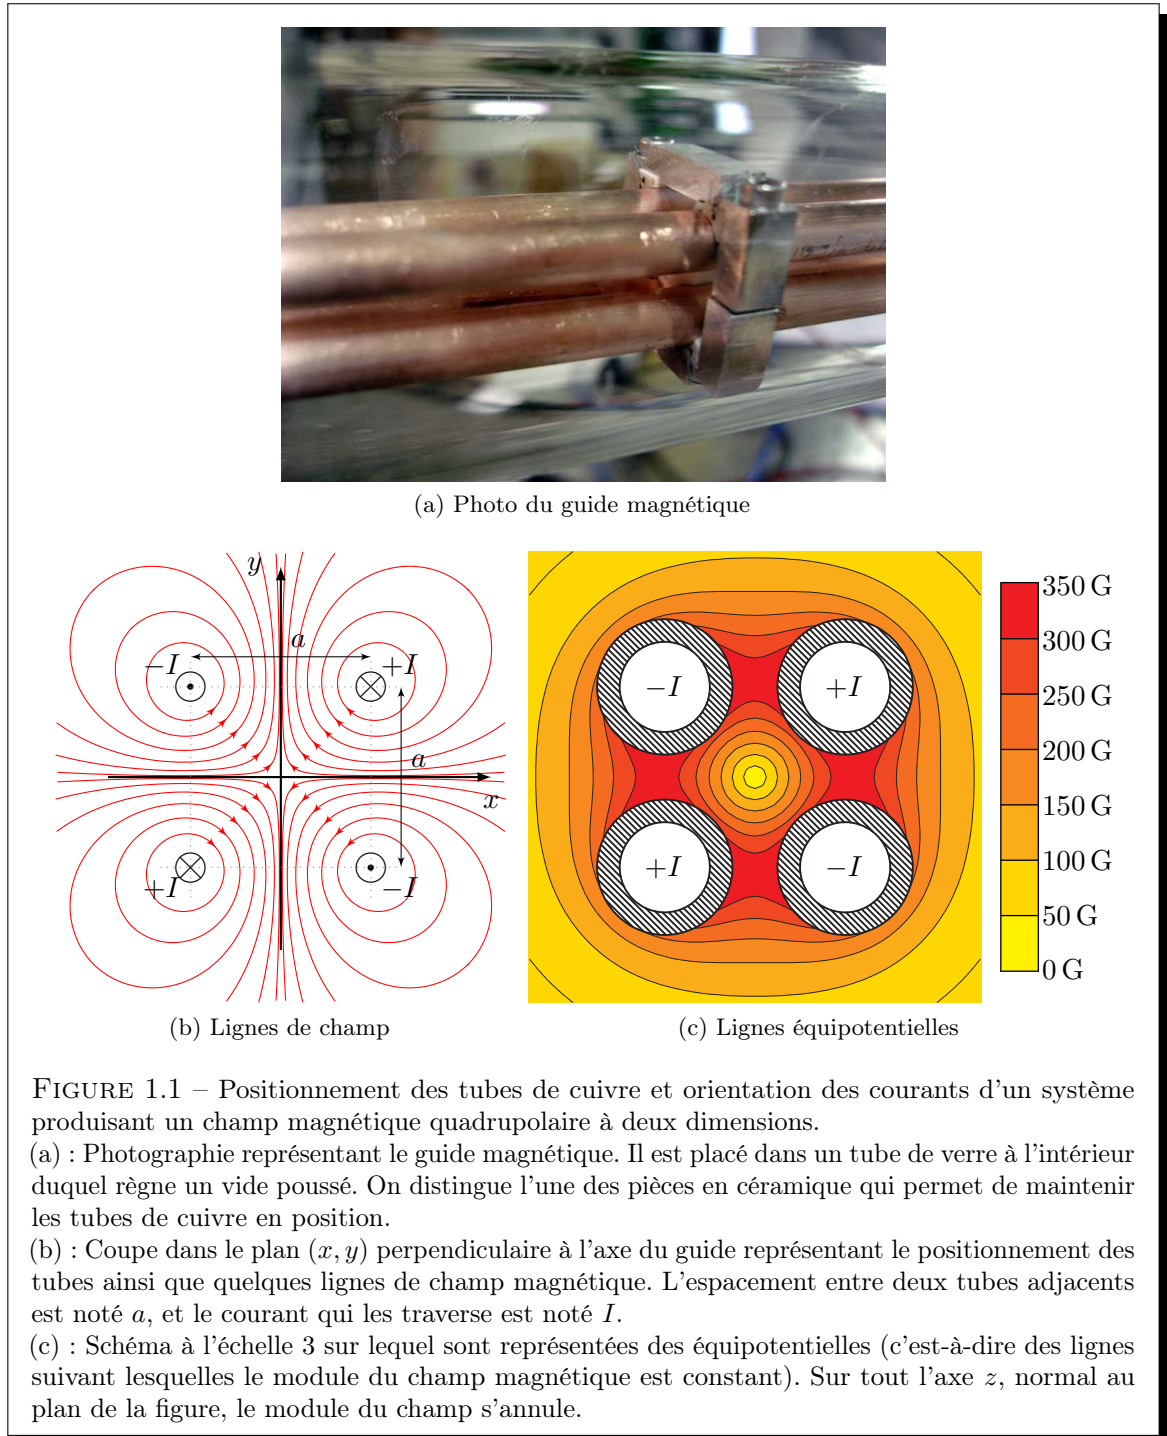 (a) Photo du guide magnétique
y
a
−I
+I
a
x
+I
−I
(b) Lignes de champ
−I
+I
+I
−I
350 G
300 G
250 G
200 G
150 G
100 G
50 G
0 G
(c) Lignes équipotentielles
FIGURE 1.1 – Positionnement des tubes de cuivre et orientation des courants d'un système
produisant un champ magnétique quadrupolaire à deux dimensions.
(a) : Photographie représentant le guide magnétique. Il est placé dans un tube de verre à l'intérieur
duquel règne un vide poussé. On distingue l'une des pièces en céramique qui permet de maintenir
les tubes de cuivre en position.
(b) : Coupe dans le plan (x, y) perpendiculaire à l'axe du guide représentant le positionnement des
tubes ainsi que quelques lignes de champ magnétique. L'espacement entre deux tubes adjacents
est noté a, et le courant qui les traverse est noté I.
(c) : Schéma à l'échelle 3 sur lequel sont représentées des équipotentielles (c'est-à-dire des lignes
suivant lesquelles le module du champ magnétique est constant). Sur tout l'axe z, normal au
plan de la figure, le module du champ s'annule.